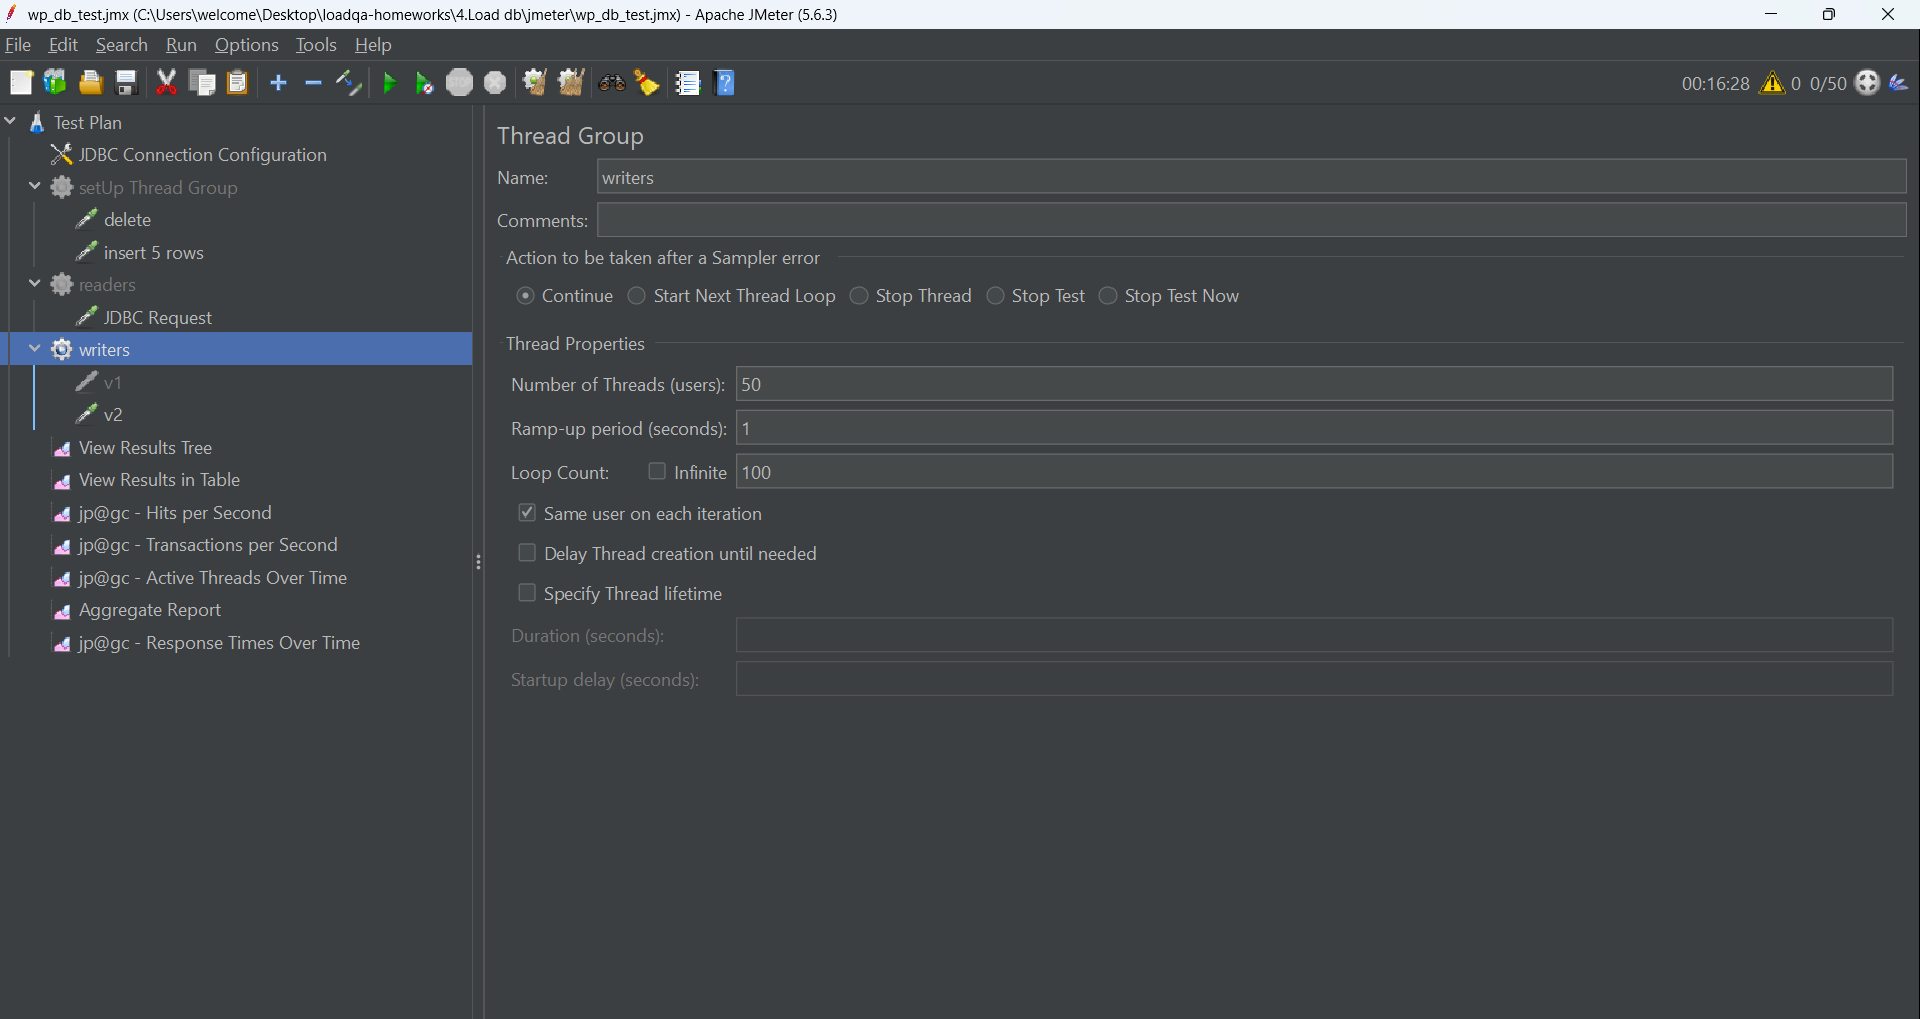 wp_db_test.jmx (C:\Users\welcome\Desktop\loadqa-homeworks\4.Load db\jmeter\wp_db_test.jmx) - Apache JMeter (5.6.3)
File Edit Search Run Options Tools Help
STOP 00:16:28 0 0/50
Test Plan
JDBC Connection Configuration
setUp Thread Group
delete
insert 5 rows
readers
JDBC Request
writers
v1
v2
View Results Tree
View Results in Table
jp@gc - Hits per Second
jp@gc - Transactions per Second
jp@gc - Active Threads Over Time
Aggregate Report
jp@gc - Response Times Over Time
Thread Group
Name: writers
Comments:
Action to be taken after a Sampler error
Continue Start Next Thread Loop Stop Thread Stop Test Stop Test Now
Thread Properties
Number of Threads (users): 50
Ramp-up period (seconds): 1
Loop Count: Infinite 100
Same user on each iteration
Delay Thread creation until needed
Specify Thread lifetime
Duration (seconds):
Startup delay (seconds):